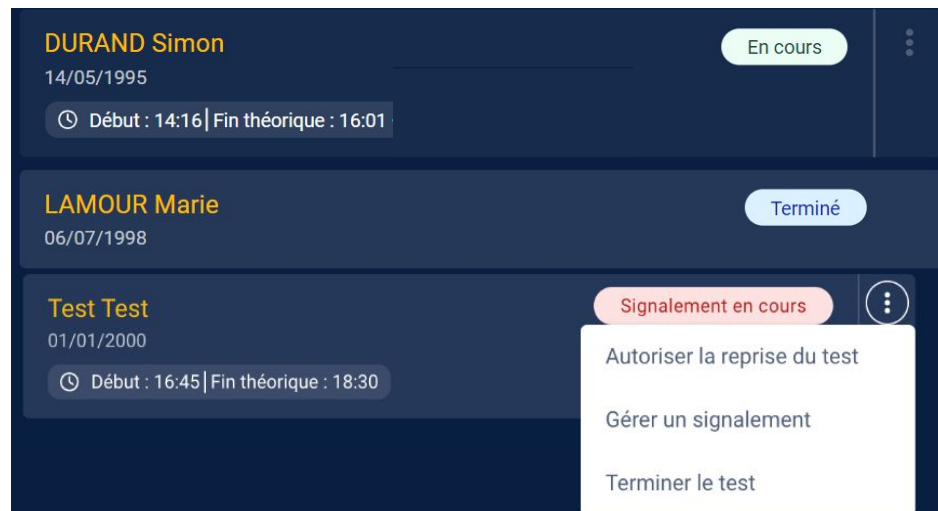 DURAND Simon
En cours
14/05/1995
Début : 14:16 | Fin théorique : 16:01
LAMOUR Marie
Terminé
06/07/1998
Test Test
Signalement en cours
01/01/2000
Début : 16:45 | Fin théorique : 18:30
Autoriser la reprise du test
Gérer un signalement
Terminer le test